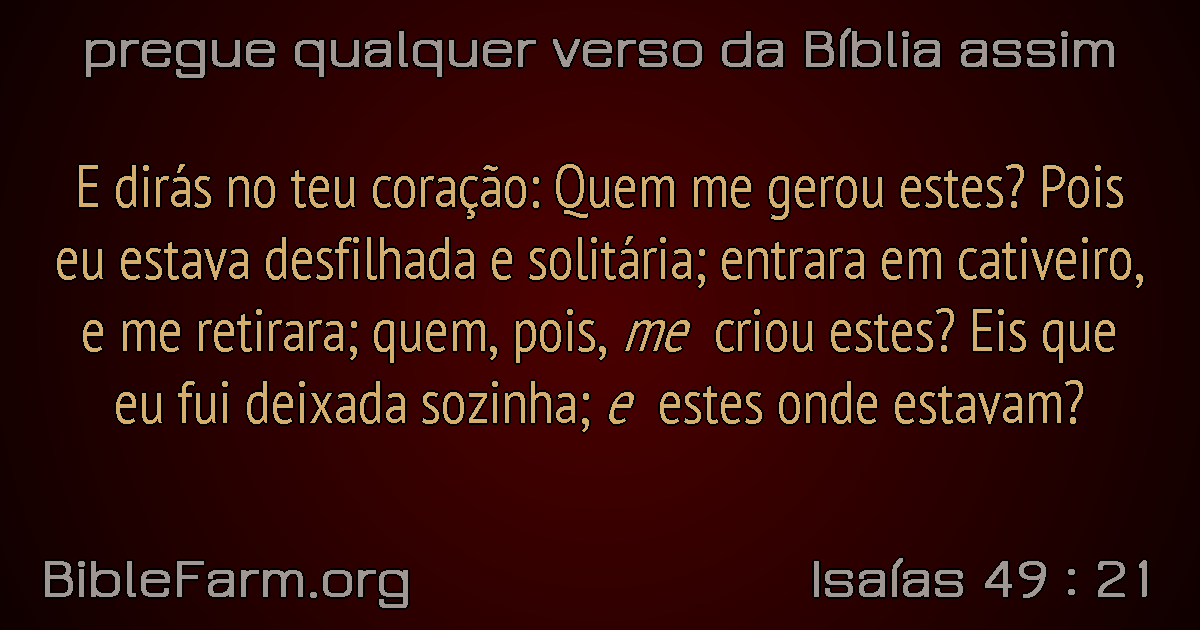 pregue qualquer verso da Bíblia assim
E dirás no teu coração: Quem me gerou estes? Pois
eu estava desfilhada e solitária; entrara em cativeiro,
e me retirara; quem, pois, me criou estes? Eis que
eu fui deixada sozinha; e estes onde estavam?
BibleFarm.org
Isaías 49 : 21